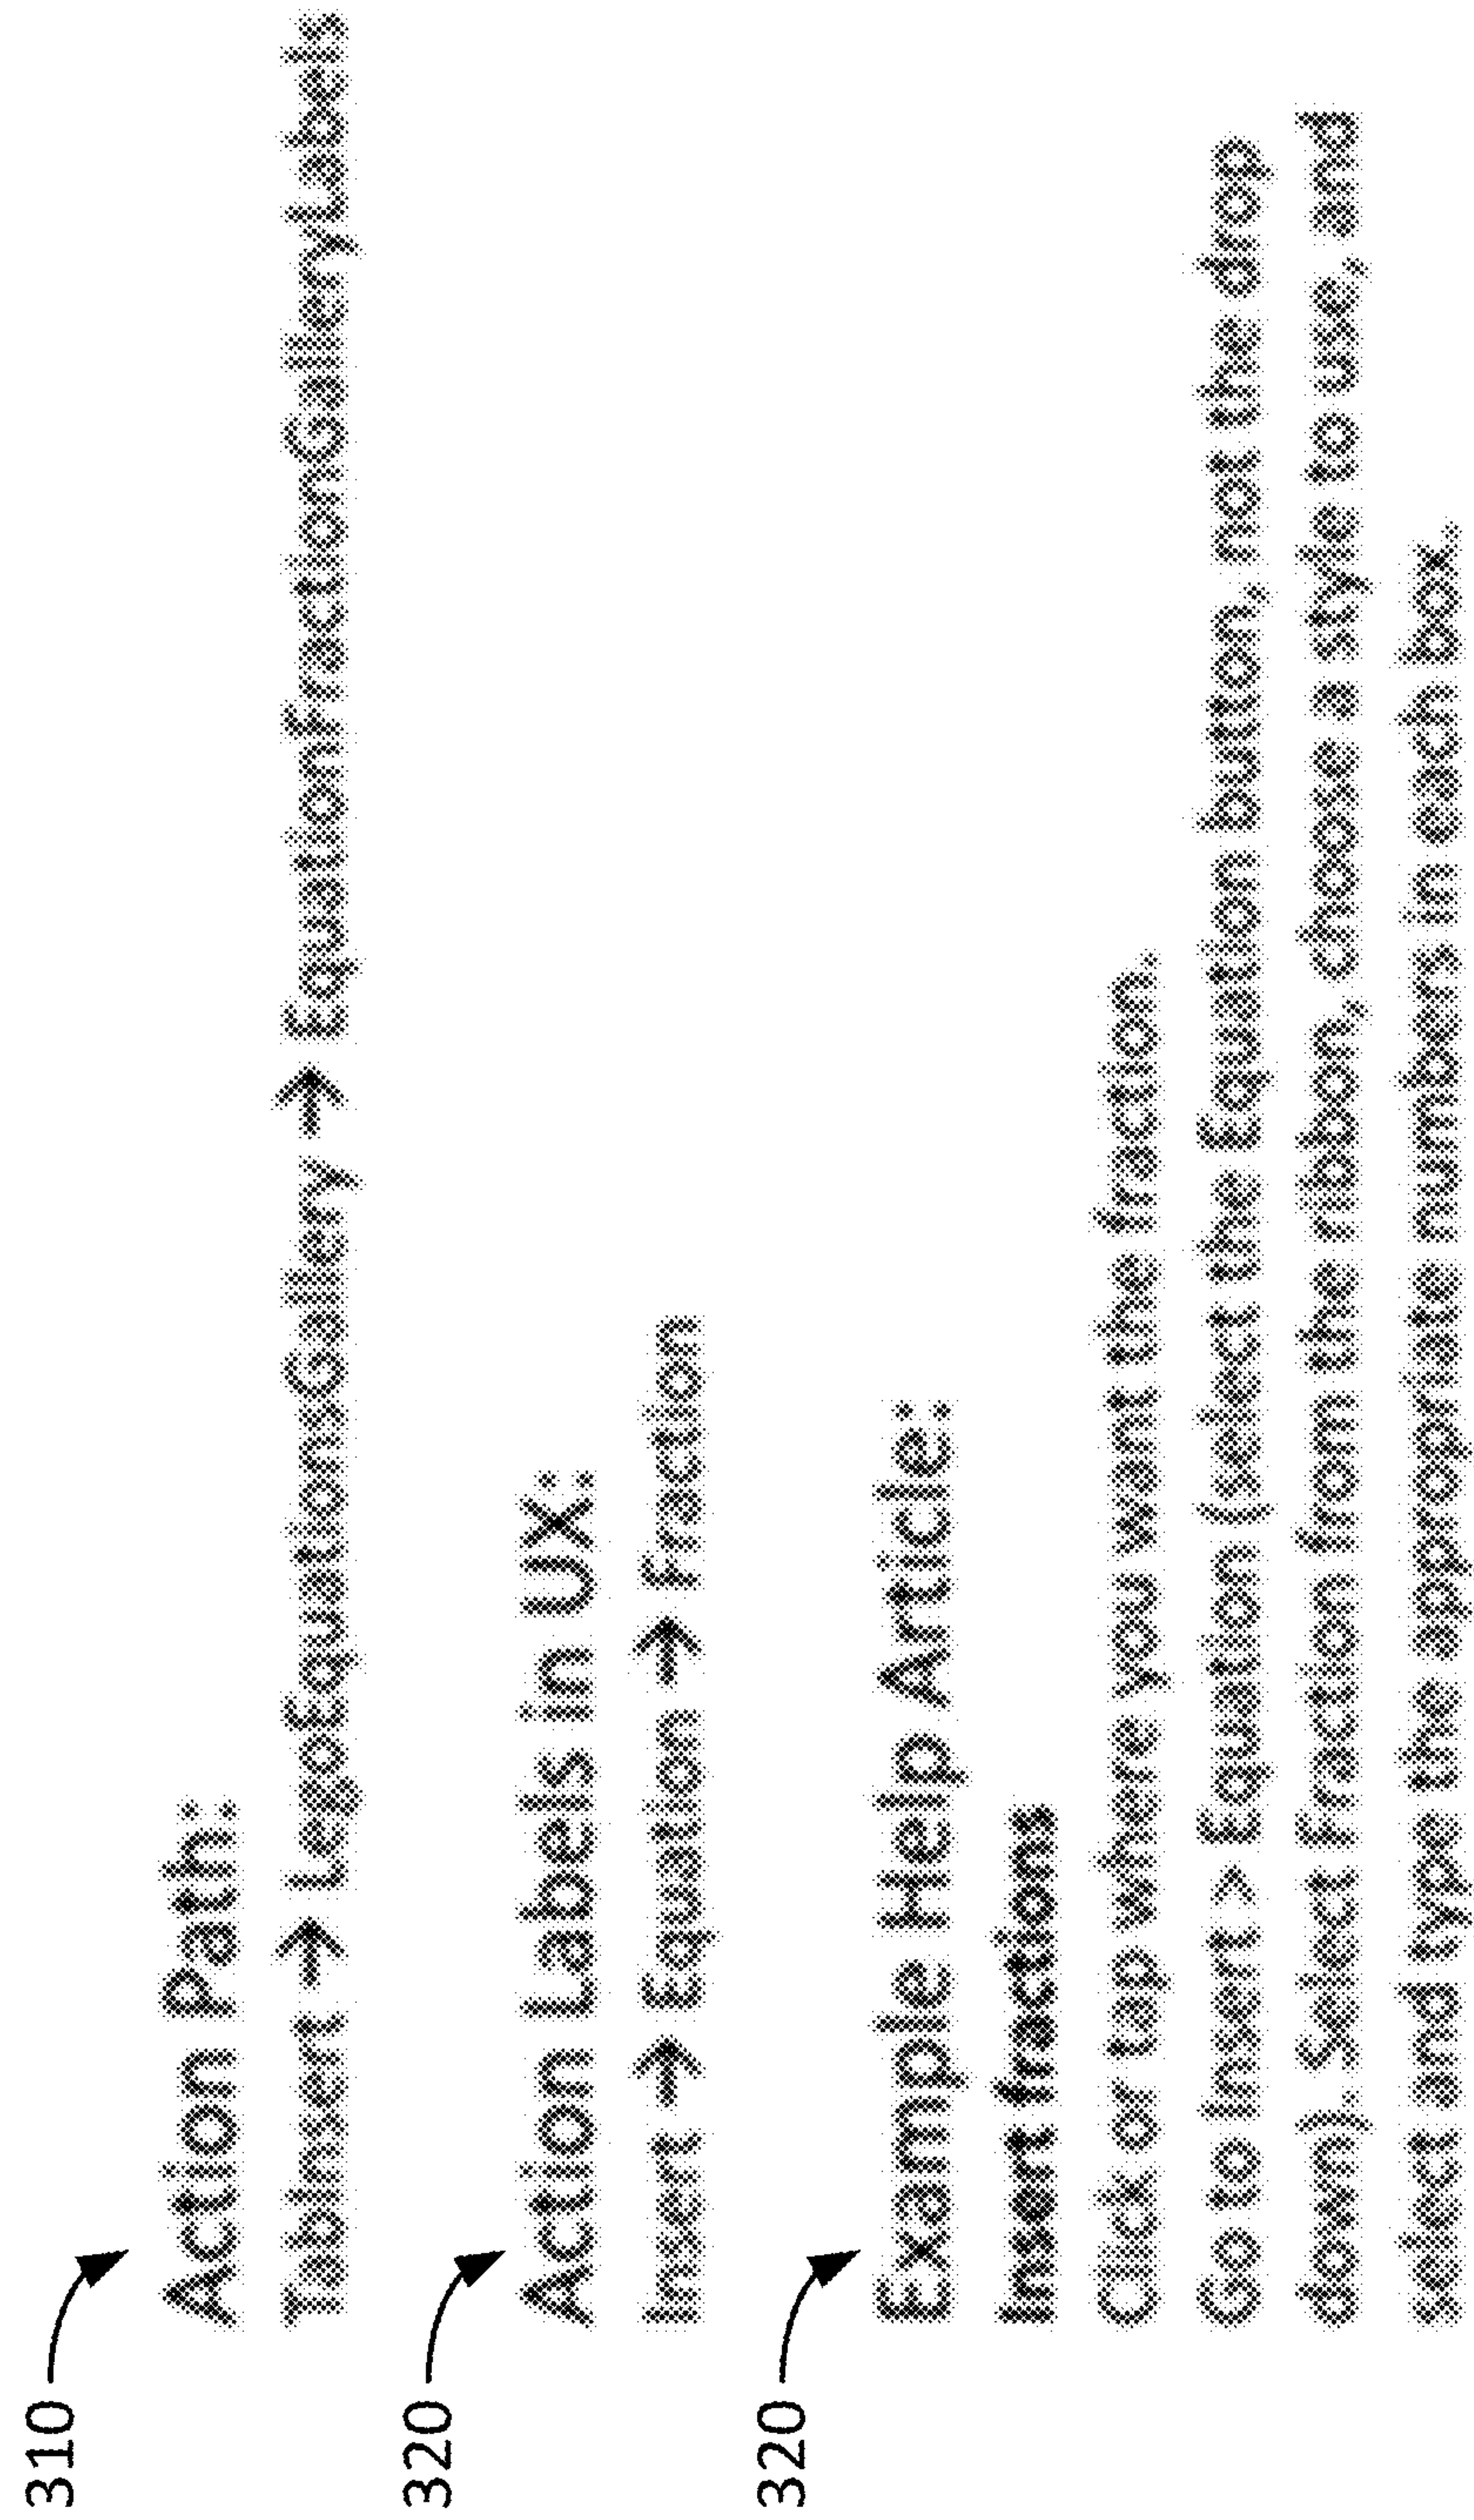 310
Action Path:
TabInsert → LegoEquationsGallery → EquationFractionGalleryLabels
320
Action Labels in UX:
Insert → Equation → Fraction
320
Example Help Article:
Insert fractions
Click or tap where you want the fraction.
Go to Insert > Equation (select the Equation button, not the drop
down). Select Fraction from the ribbon, choose a style to use, and
select and type the appropriate numbers in each box.